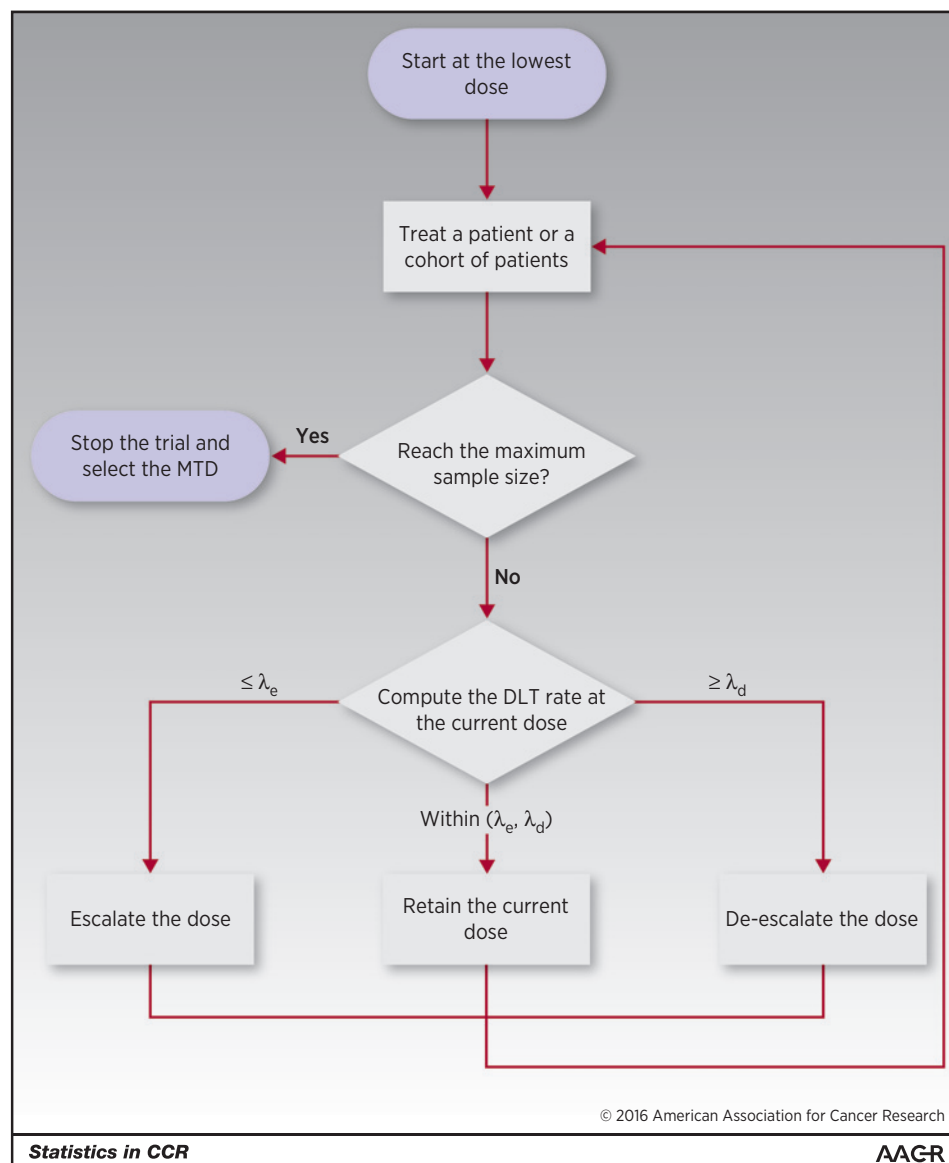 Start at the lowest
dose
Treat a patient or a
cohort of patients
Reach the maximum
sample size?
Yes
Stop the trial and
select the MTD
No
Compute the DLT rate at
the current dose
≤ λe
≥ λd
Within (λe, λd)
Escalate the dose
Retain the current
dose
De-escalate the dose
© 2016 American Association for Cancer Research
Statistics in CCR
AACR